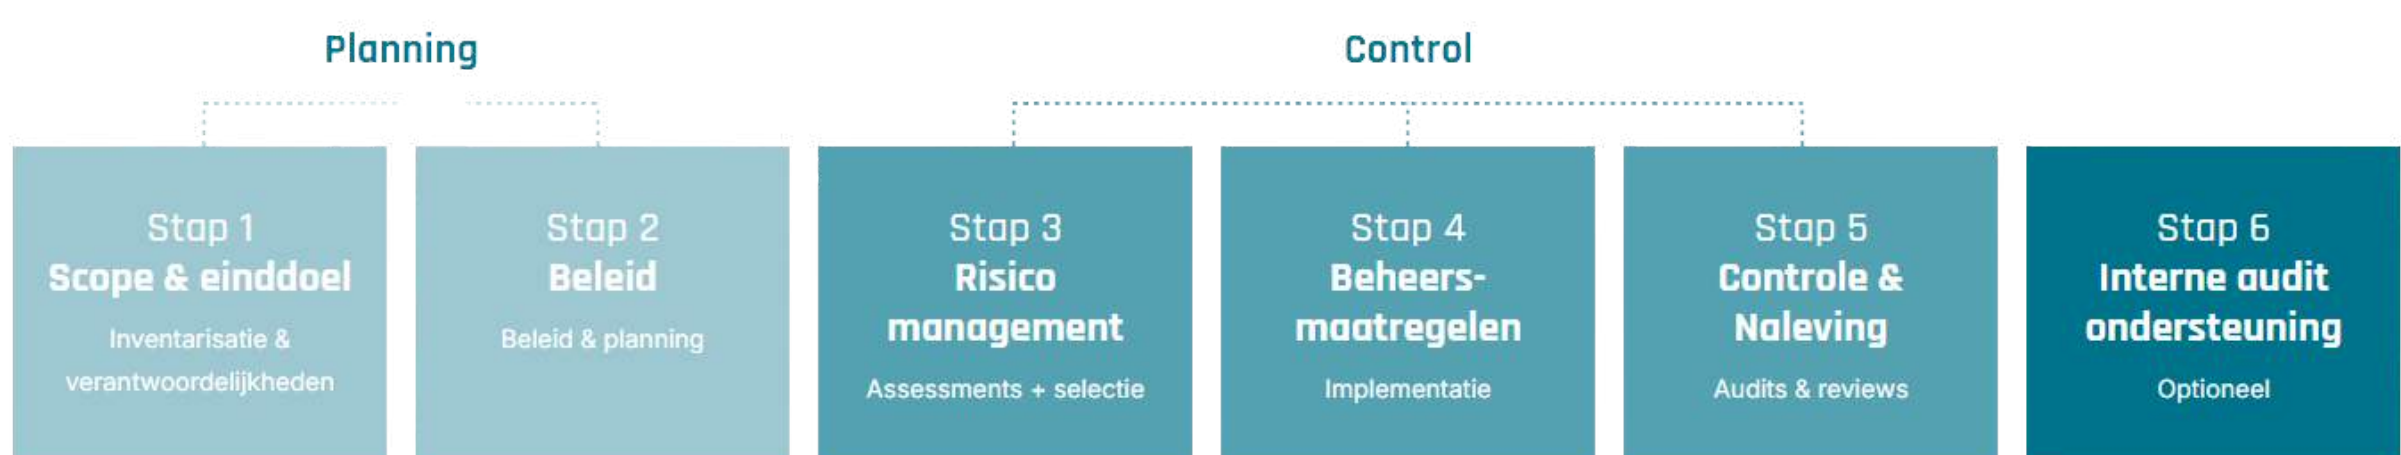 Planning
Control
Stap 1
Scope & einddoel
Inventarisatie &
verantwoordelijkheden
Stap 2
Beleid
Beleid & planning
Stap 3
Risico
management
Assessments + selectie
Stap 4
Beheers-
maatregelen
Implementatie
Stap 5
Controle &
Naleving
Audits & reviews
Stap 6
Interne audit
ondersteuning
Optioneel